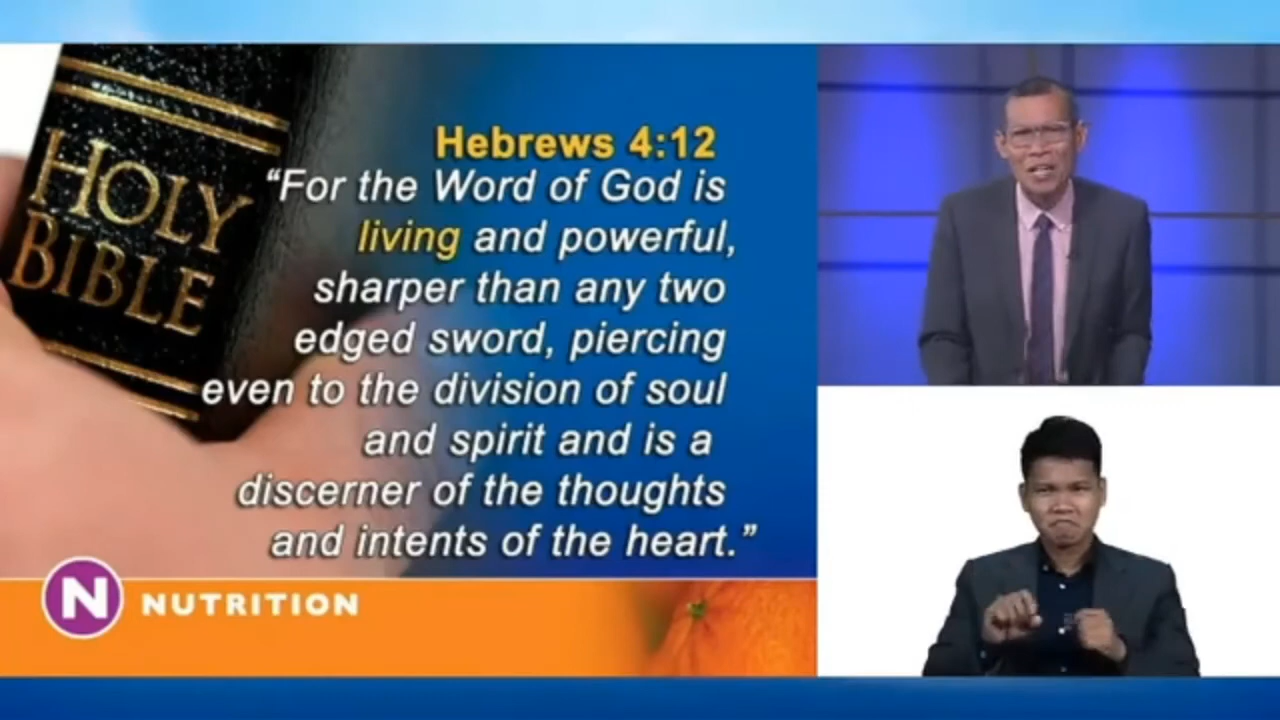 HOLY
BIBLE
Hebrews 4:12
“For the Word of God is
living and powerful,
sharper than any two
edged sword, piercing
even to the division of soul
and spirit and is a
discerner of the thoughts
and intents of the heart.”
N NUTRITION